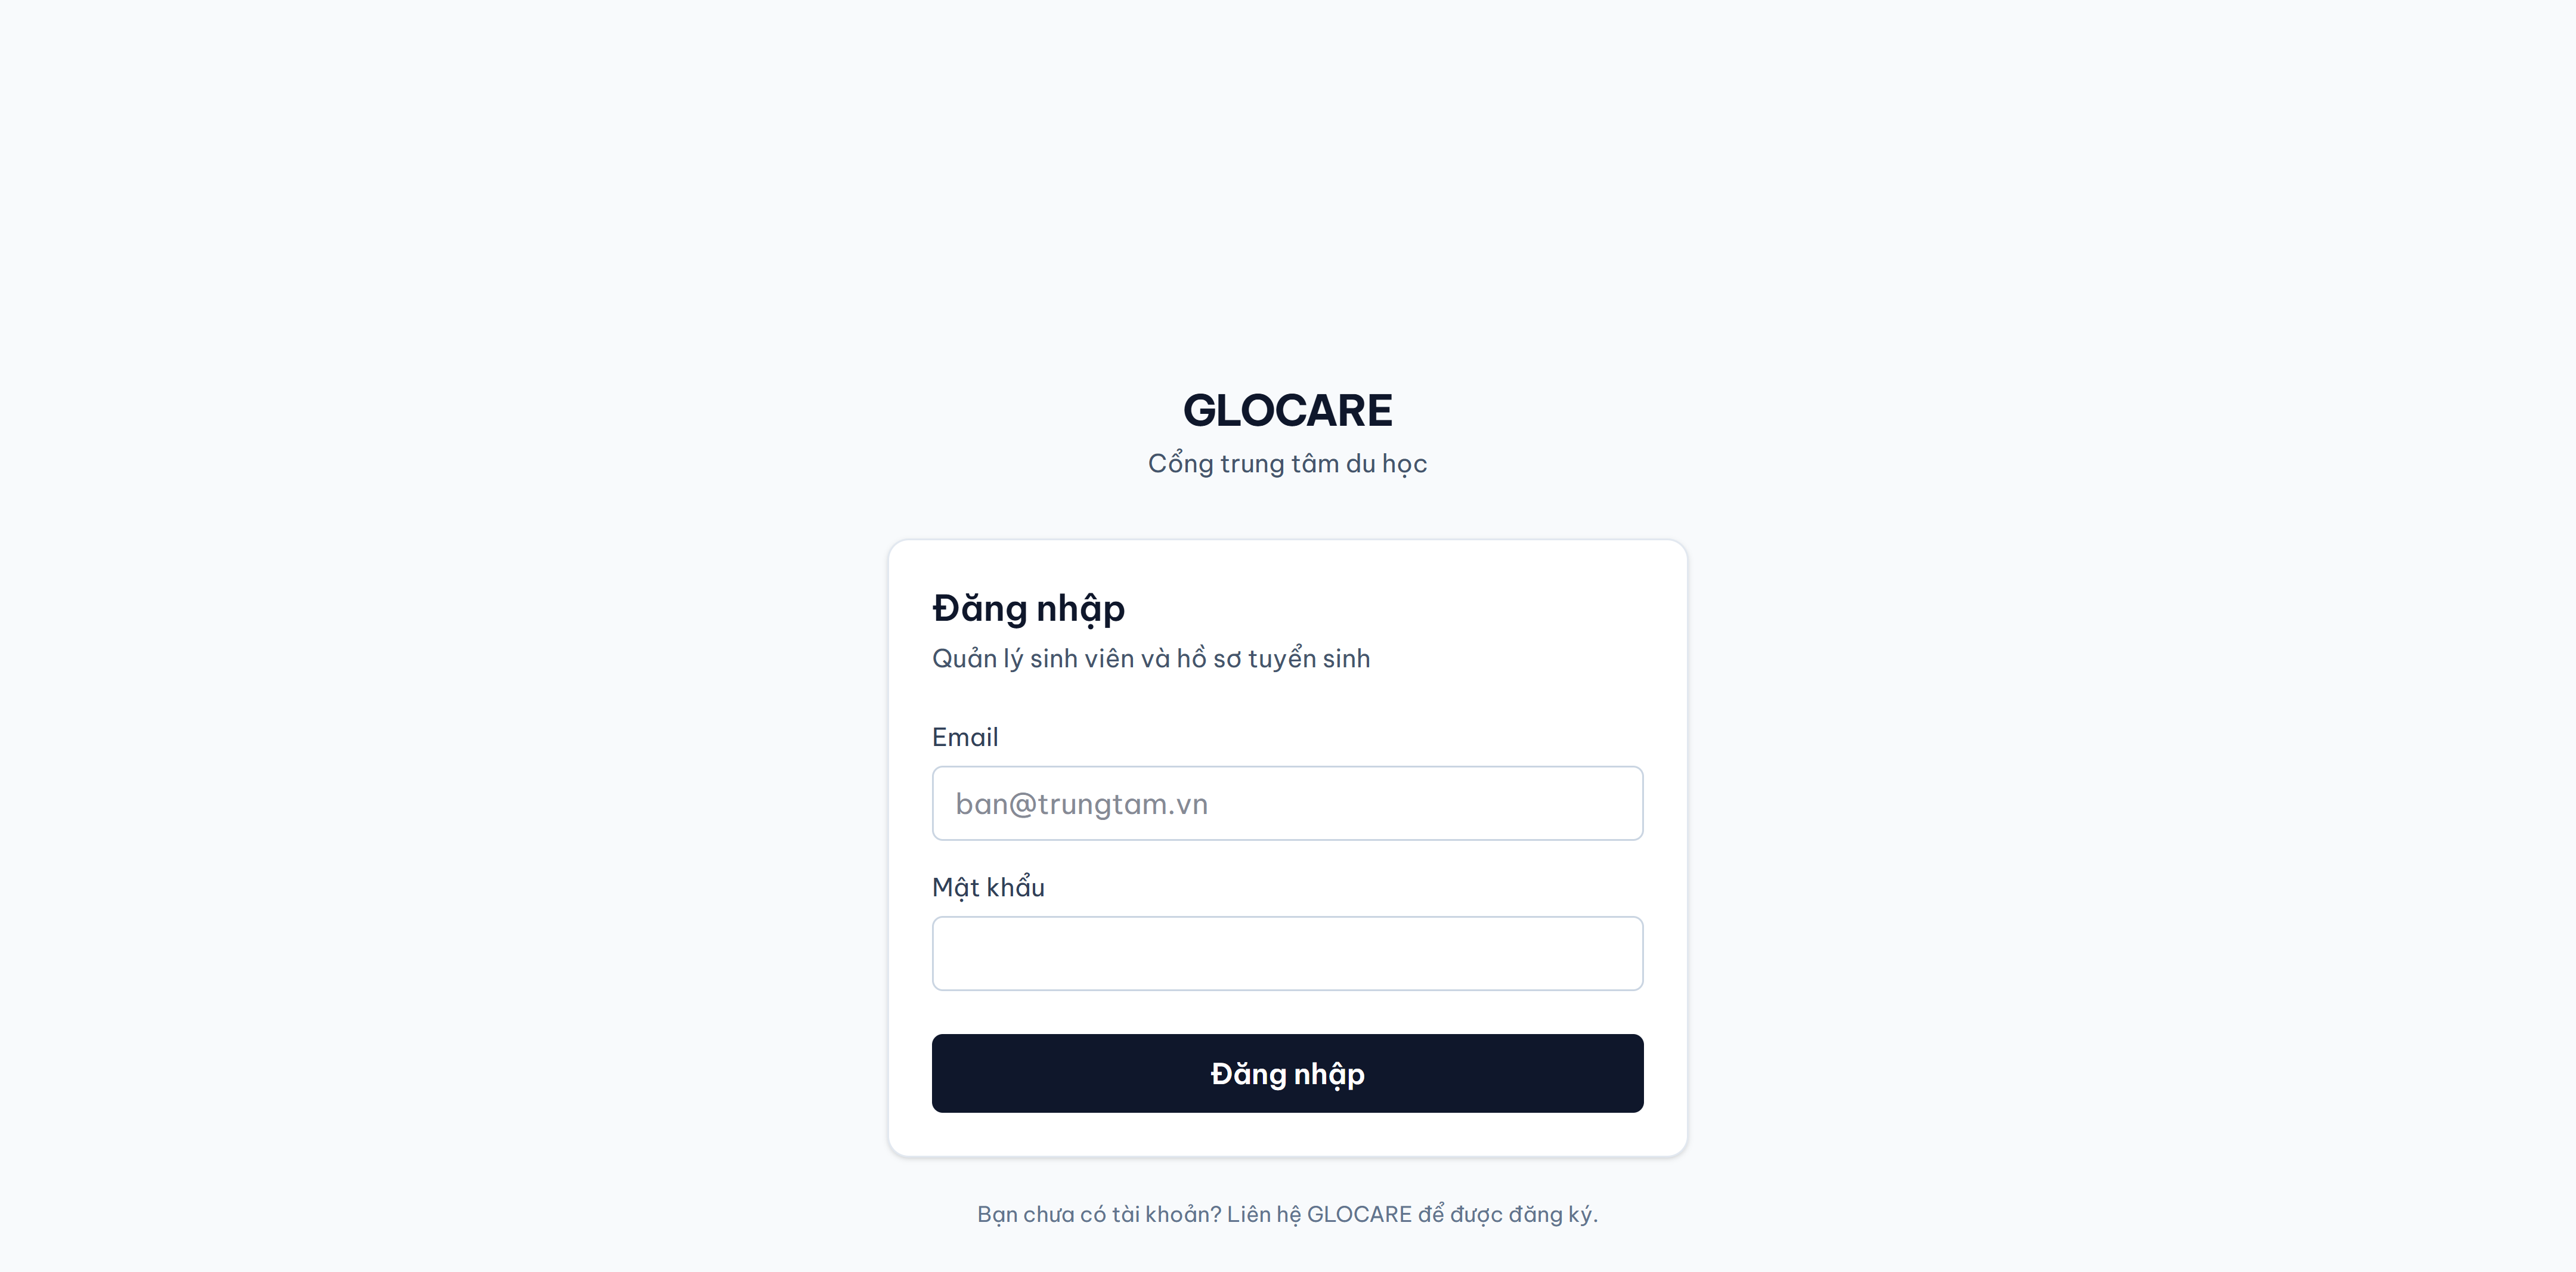 GLOCARE
Cổng trung tâm du học
Đăng nhập
Quản lý sinh viên và hồ sơ tuyển sinh
Email
ban@trungtam.vn
Mật khẩu
Đăng nhập
Bạn chưa có tài khoản? Liên hệ GLOCARE để được đăng ký.